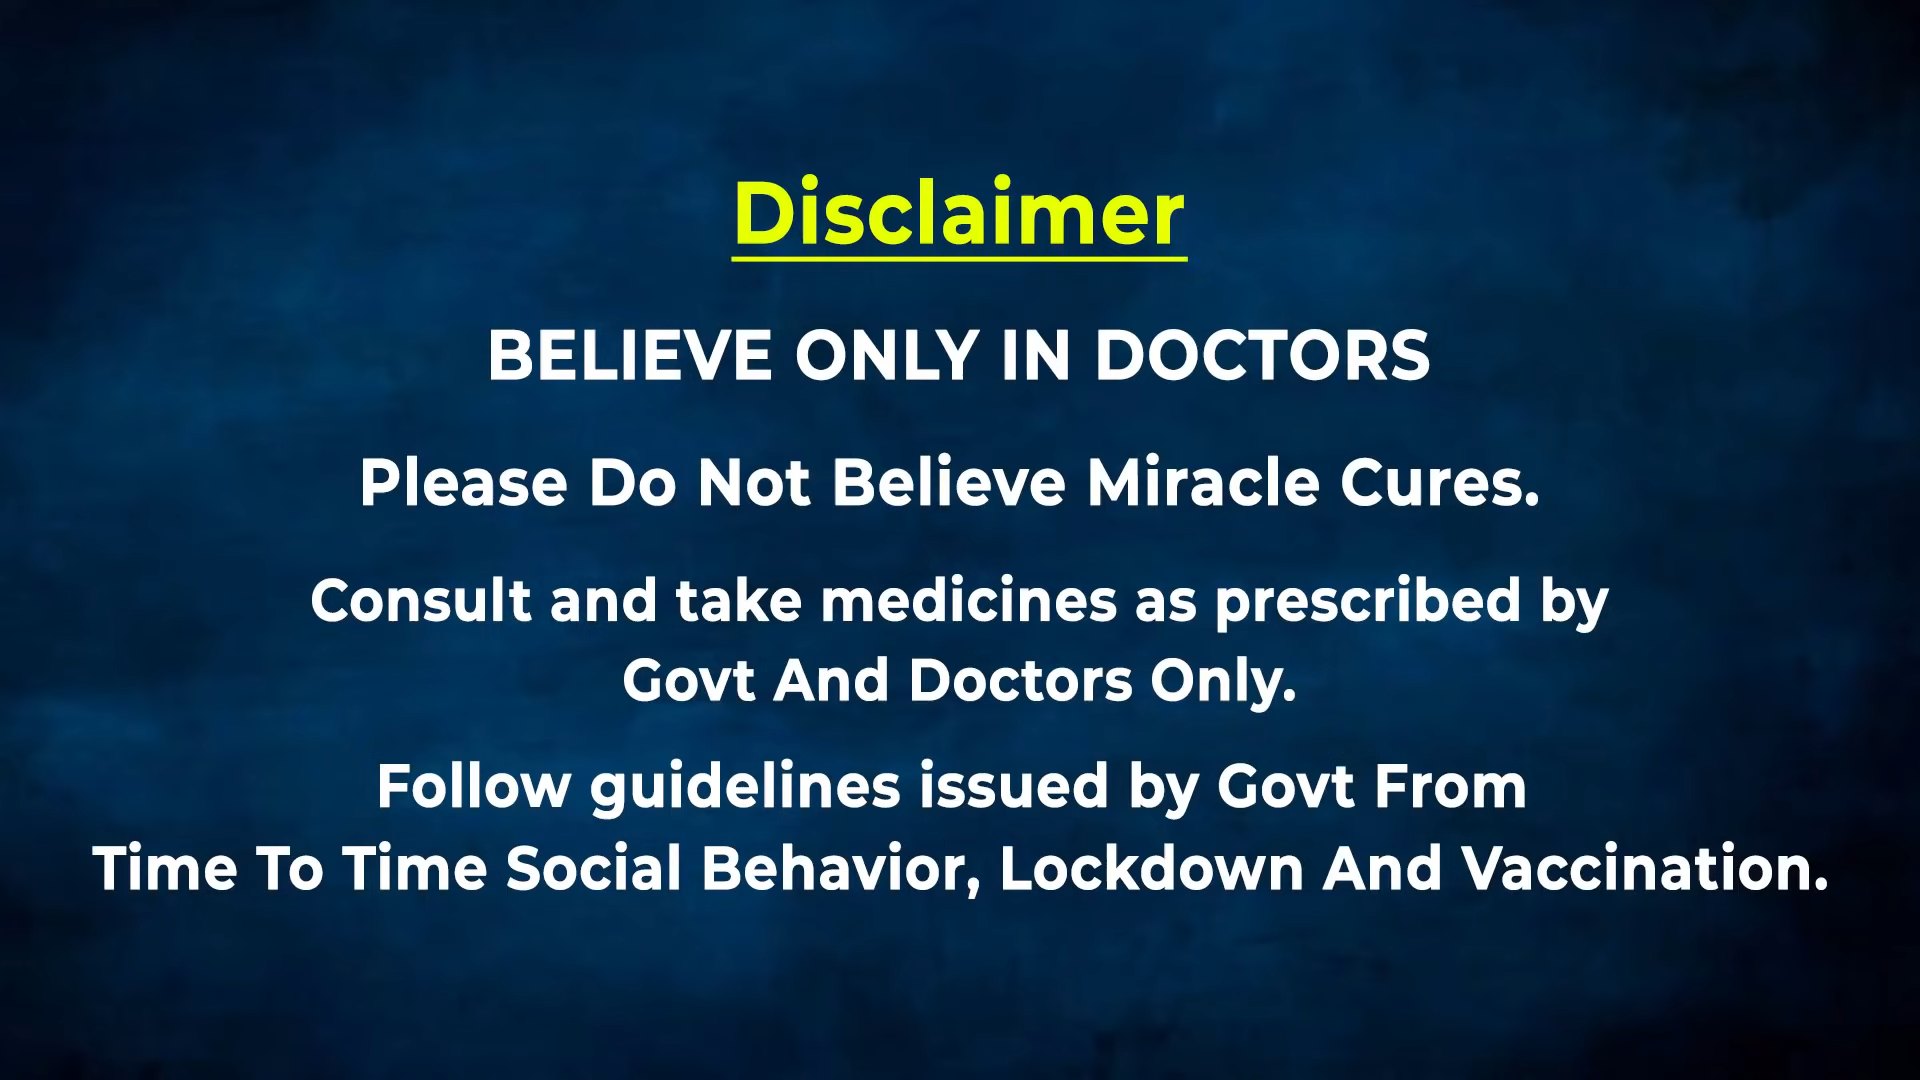 Disclaimer
BELIEVE ONLY IN DOCTORS
Please Do Not Believe Miracle Cures.
Consult and take medicines as prescribed by
Govt And Doctors Only.
Follow guidelines issued by Govt From
Time To Time Social Behavior, Lockdown And Vaccination.